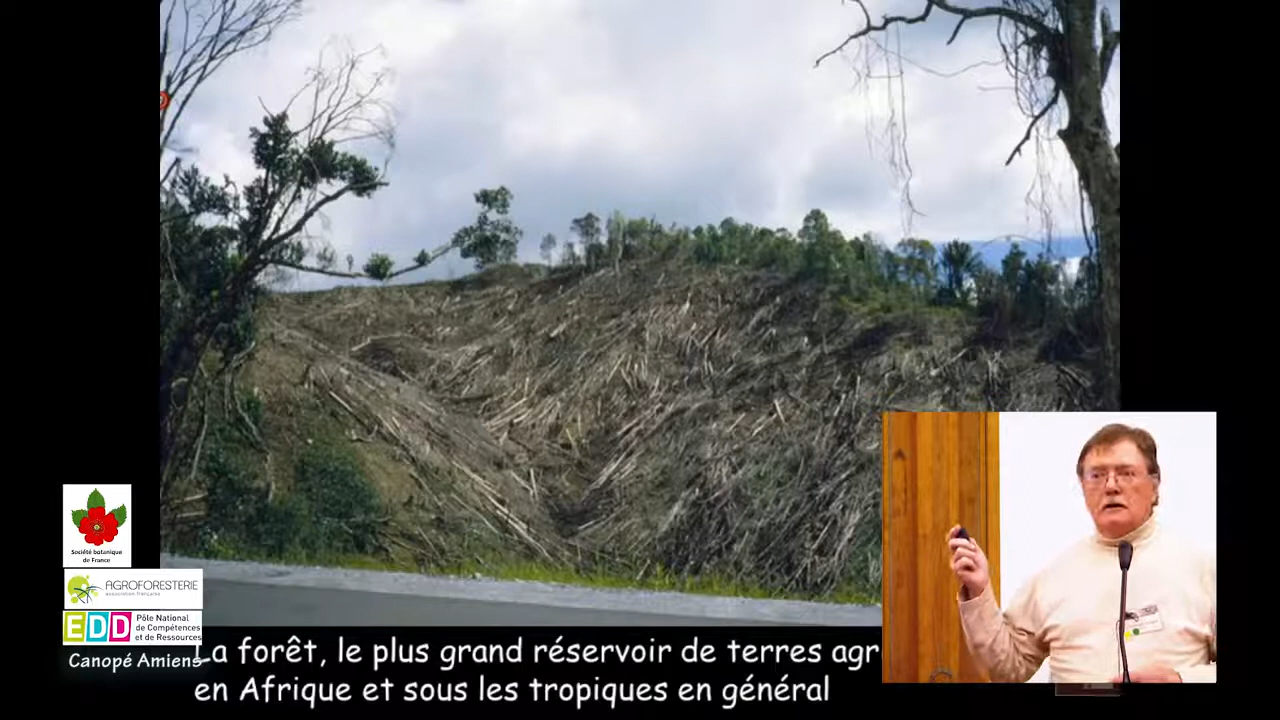 Société botanique
de France
AGROFORESTERIE
association française
EDD
Pôle National
de Compétences
et de Ressources
Canopé Amiens
La forêt, le plus grand réservoir de terres agr
en Afrique et sous les tropiques en général